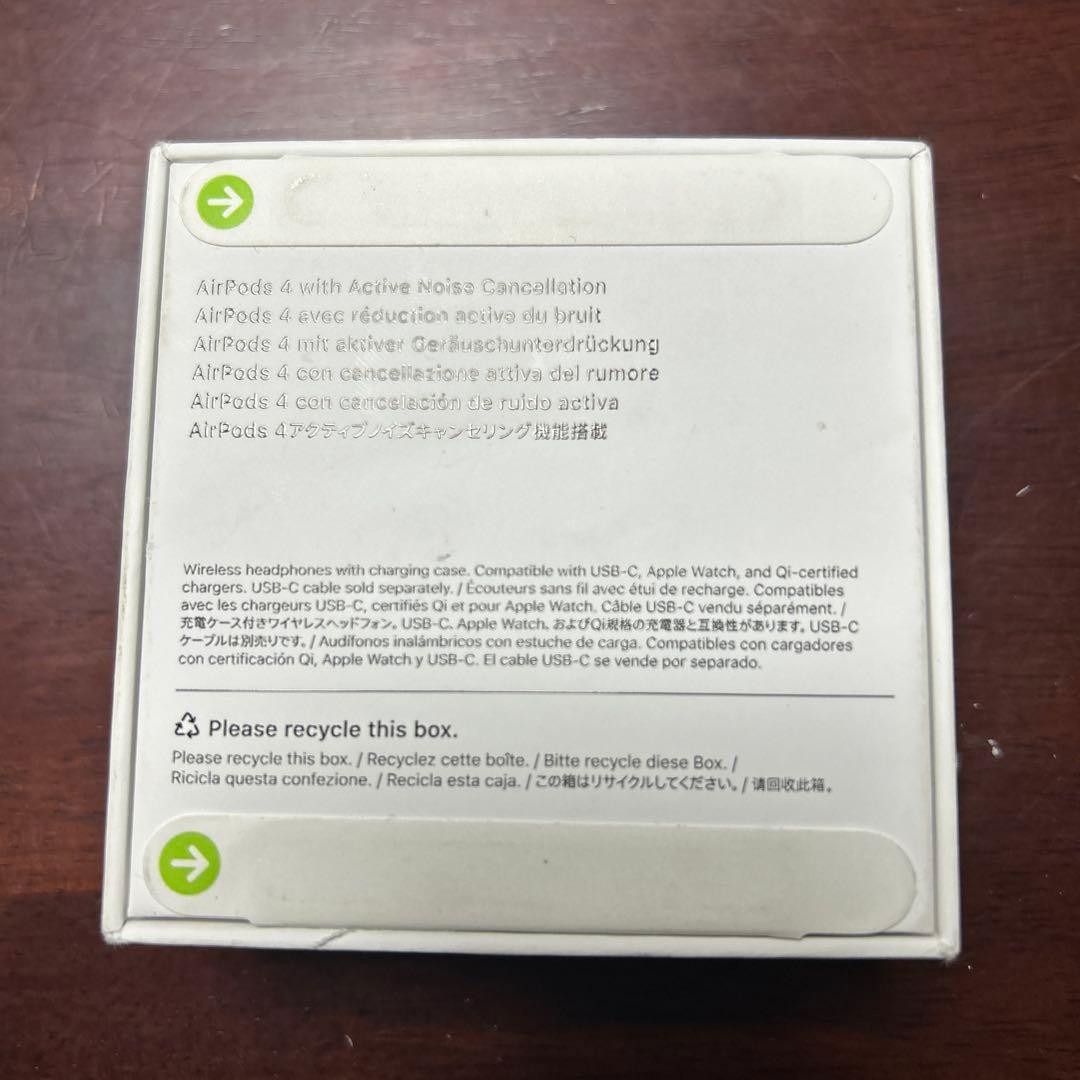 AirPods 4 with Active Noise Cancellation
AirPods 4 avec réduction active du bruit
AirPods 4 mit aktiver Geräuschunterdrückung
AirPods 4 con cancellazione attiva del rumore
AirPods 4 con cancelación de ruido activa
AirPods 4アクティブノイズキャンセリング機能搭載
Wireless headphones with charging case. Compatible with USB-C, Apple Watch, and Qi-certified
chargers. USB-C cable sold separately. / Écouteurs sans fil avec étui de recharge. Compatibles
avec les chargeurs USB-C, certifiés Qi et pour Apple Watch. Câble USB-C vendu séparément. /
充電ケース付きワイヤレスヘッドフォン。USB-C、Apple Watch、およびQi規格の充電器と互換性があります。USB-C
ケーブルは別売りです。/ Audífonos inalámbricos con estuche de carga. Compatibles con cargadores
con certificación Qi, Apple Watch y USB-C. El cable USB-C se vende por separado.
Please recycle this box.
Please recycle this box. / Recyclez cette boîte. / Bitte recycle diese Box. /
Ricicla questa confezione. / Recicla esta caja. / この箱はリサイクルしてください。/ 请回收此箱。